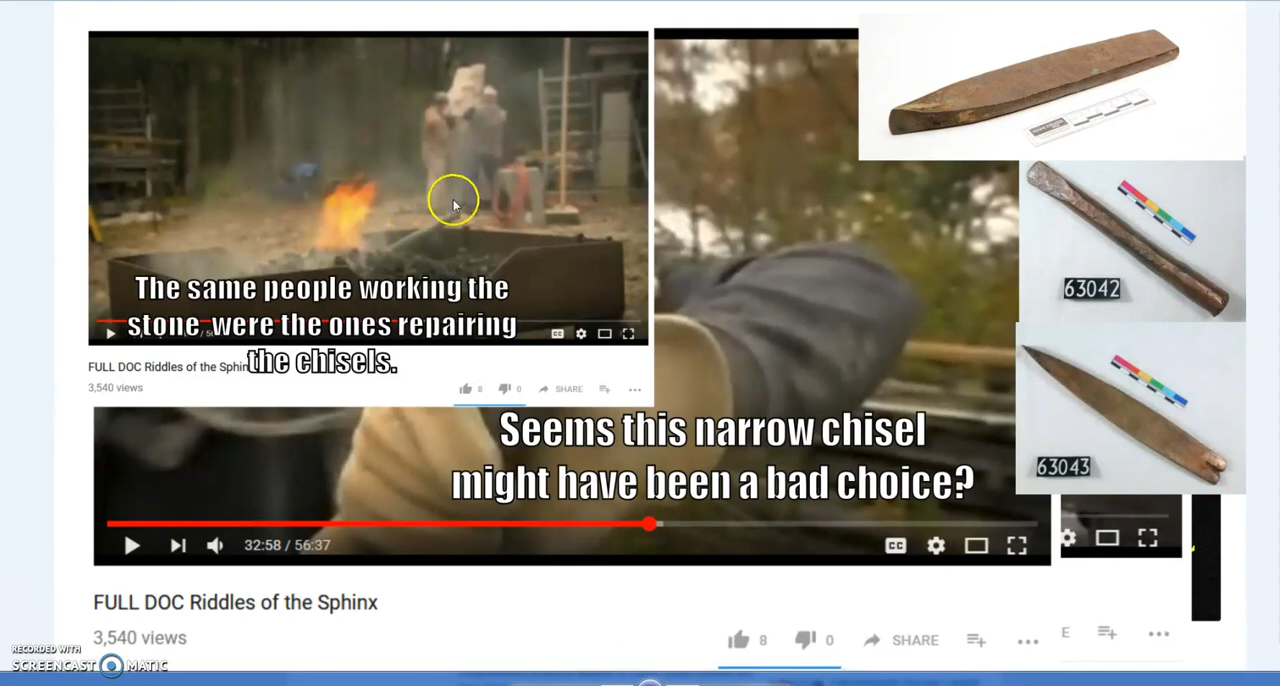 The same people working the
stone were the ones repairing
the chisels.
FULL DOC Riddles of the Sphin
3,540 views
8
0
SHARE
63042
63043
Seems this narrow chisel
might have been a bad choice?
32:58 / 56:37
CC
FULL DOC Riddles of the Sphinx
3,540 views
8
0
SHARE
E
RECORDED WITH
SCREENCAST MATIC